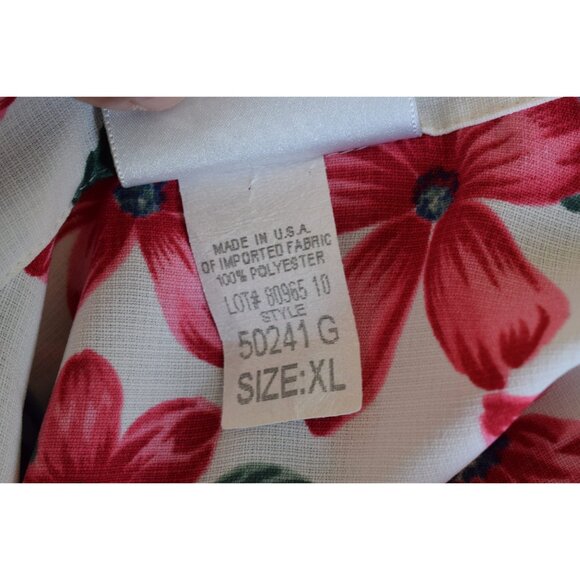 MADE IN U.S.A.
OF IMPORTED FABRIC
100% POLYESTER
LOT# 80965 10
STYLE
50241 G
SIZE:XL